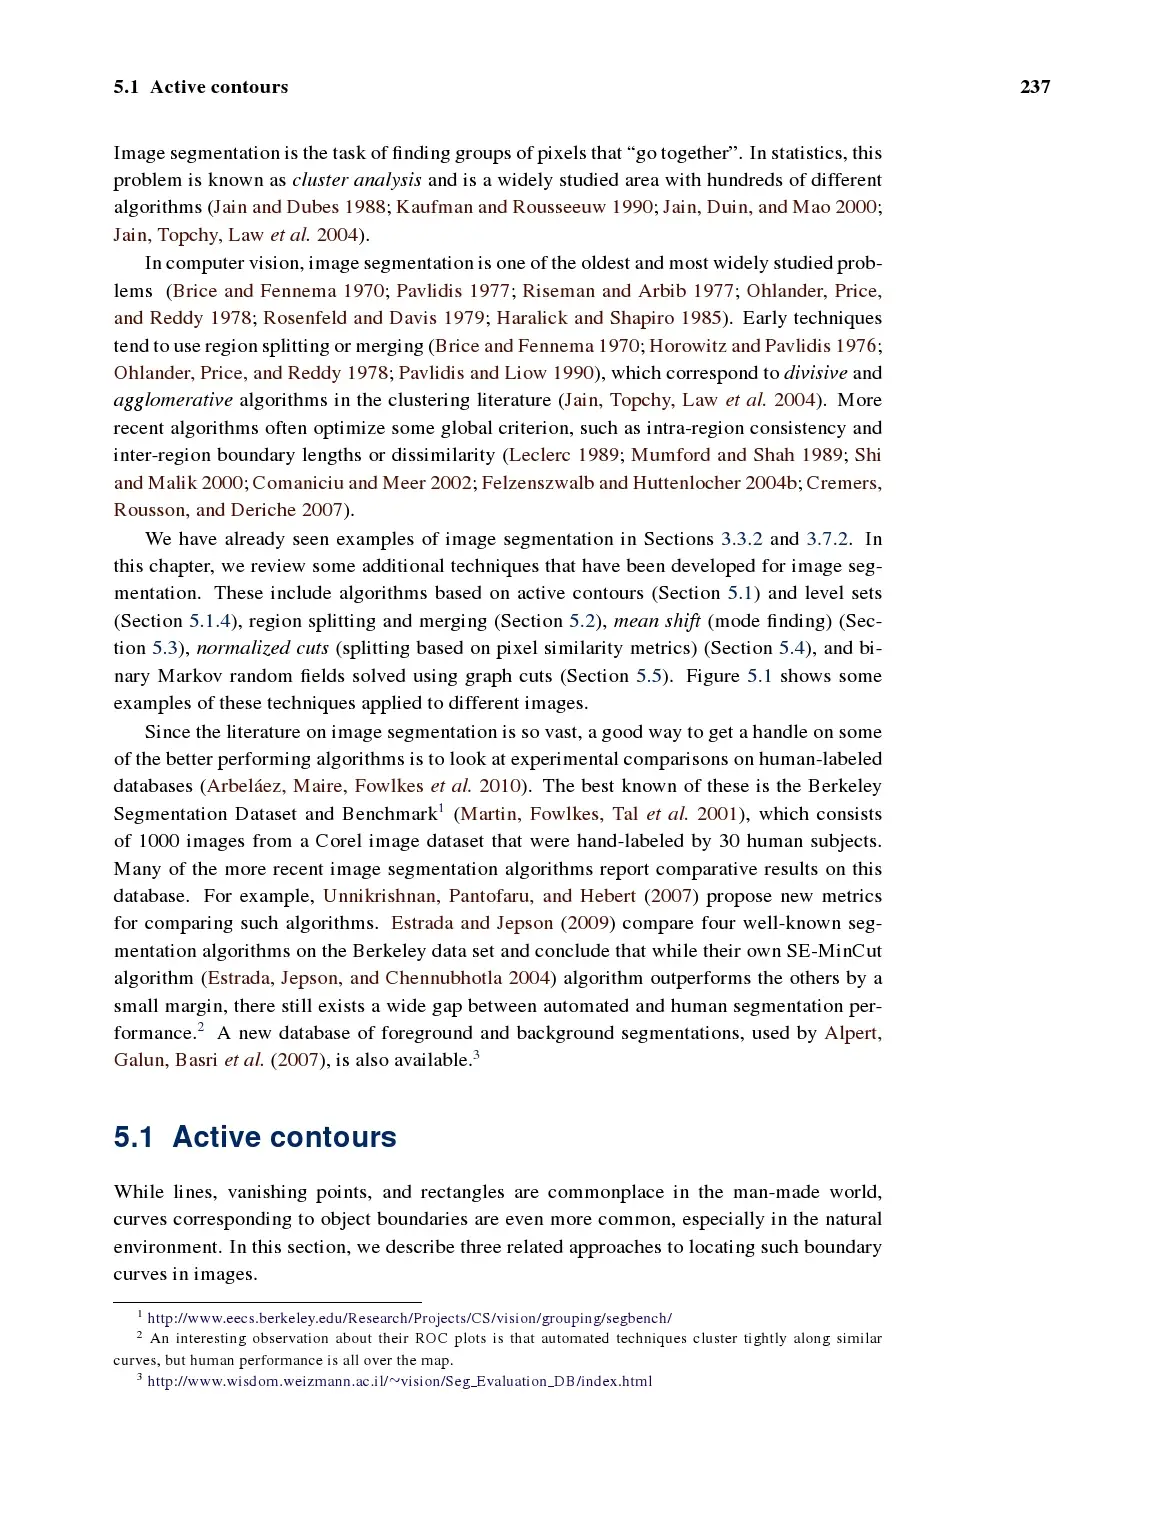 5.1 Active contours 237
Image segmentation is the task of finding groups of pixels that “go together”. In statistics, this
problem is known as cluster analysis and is a widely studied area with hundreds of different
algorithms (Jain and Dubes 1988; Kaufman and Rousseeuw 1990; Jain, Duin, and Mao 2000;
Jain, Topchy, Law et al. 2004).
In computer vision, image segmentation is one of the oldest and most widely studied prob-
lems (Brice and Fennema 1970; Pavlidis 1977; Riseman and Arbib 1977; Ohlander, Price,
and Reddy 1978; Rosenfeld and Davis 1979; Haralick and Shapiro 1985). Early techniques
tend to use region splitting or merging (Brice and Fennema 1970; Horowitz and Pavlidis 1976;
Ohlander, Price, and Reddy 1978; Pavlidis and Liow 1990), which correspond to divisive and
agglomerative algorithms in the clustering literature (Jain, Topchy, Law et al. 2004). More
recent algorithms often optimize some global criterion, such as intra-region consistency and
inter-region boundary lengths or dissimilarity (Leclerc 1989; Mumford and Shah 1989; Shi
and Malik 2000; Comaniciu and Meer 2002; Felzenszwalb and Huttenlocher 2004b; Cremers,
Rousson, and Deriche 2007).
We have already seen examples of image segmentation in Sections 3.3.2 and 3.7.2. In
this chapter, we review some additional techniques that have been developed for image seg-
mentation. These include algorithms based on active contours (Section 5.1) and level sets
(Section 5.1.4), region splitting and merging (Section 5.2), mean shift (mode finding) (Sec-
tion 5.3), normalized cuts (splitting based on pixel similarity metrics) (Section 5.4), and bi-
nary Markov random fields solved using graph cuts (Section 5.5). Figure 5.1 shows some
examples of these techniques applied to different images.
Since the literature on image segmentation is so vast, a good way to get a handle on some
of the better performing algorithms is to look at experimental comparisons on human-labeled
databases (Arbeláez, Maire, Fowlkes et al. 2010). The best known of these is the Berkeley
Segmentation Dataset and Benchmark1 (Martin, Fowlkes, Tal et al. 2001), which consists
of 1000 images from a Corel image dataset that were hand-labeled by 30 human subjects.
Many of the more recent image segmentation algorithms report comparative results on this
database. For example, Unnikrishnan, Pantofaru, and Hebert (2007) propose new metrics
for comparing such algorithms. Estrada and Jepson (2009) compare four well-known seg-
mentation algorithms on the Berkeley data set and conclude that while their own SE-MinCut
algorithm (Estrada, Jepson, and Chennubhotla 2004) algorithm outperforms the others by a
small margin, there still exists a wide gap between automated and human segmentation per-
formance.2 A new database of foreground and background segmentations, used by Alpert,
Galun, Basri et al. (2007), is also available.3
5.1 Active contours
While lines, vanishing points, and rectangles are commonplace in the man-made world,
curves corresponding to object boundaries are even more common, especially in the natural
environment. In this section, we describe three related approaches to locating such boundary
curves in images.
1 http://www.eecs.berkeley.edu/Research/Projects/CS/vision/grouping/segbench/
2 An interesting observation about their ROC plots is that automated techniques cluster tightly along similar
curves, but human performance is all over the map.
3 http://www.wisdom.weizmann.ac.il/∼vision/Seg_Evaluation_DB/index.html